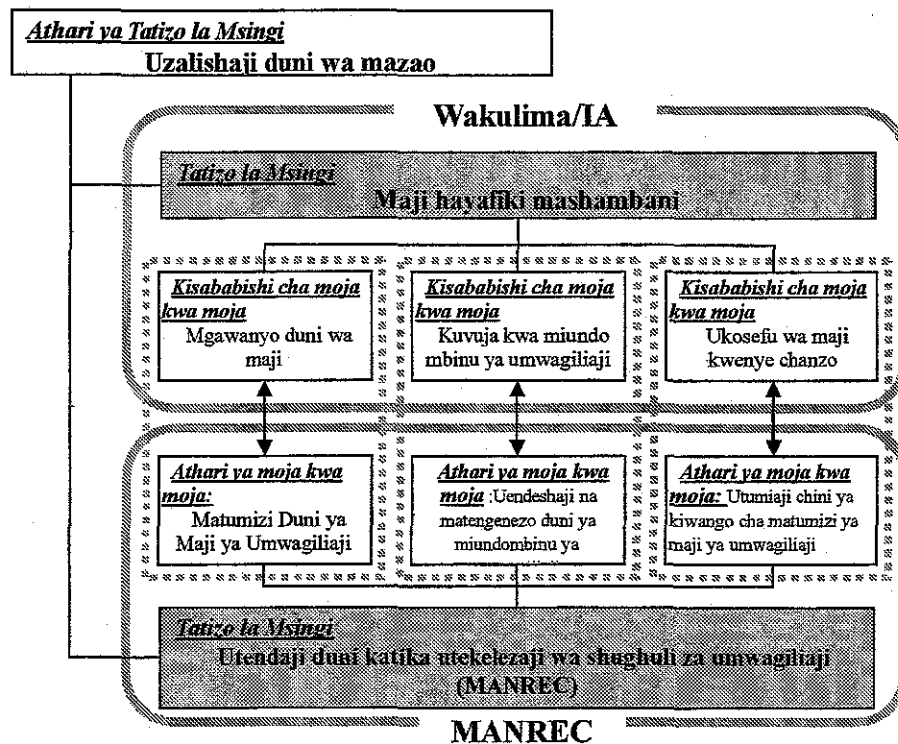 Athari ya Tatizo la Msingi
Uzalishaji duni wa mazao
Wakulima/IA
Tatizo la Msingi
Maji hayafiki mashambani
Kisababishi cha moja
kwa moja
Mgawanyo duni wa
maji
Kisababishi cha moja
kwa moja
Kuvuja kwa miundo
mbinu ya umwagiliaji
Kisababishi cha moja
kwa moja
Ukosefu wa maji
kwenye chanzo
Athari ya moja kwa
moja:
Matumizi Duni ya
Maji ya Umwagiliaji
Athari ya moja kwa
moja :Uendeshaji na
matengenezo duni ya
miundombinu ya
Athari ya moja kwa
moja: Utumiaji chini ya
kiwango cha matumizi ya
maji ya umwagiliaji
Tatizo la Msingi
Utendaji duni katika utekelezaji wa shughuli za umwagiliaji
(MANREC)
MANREC